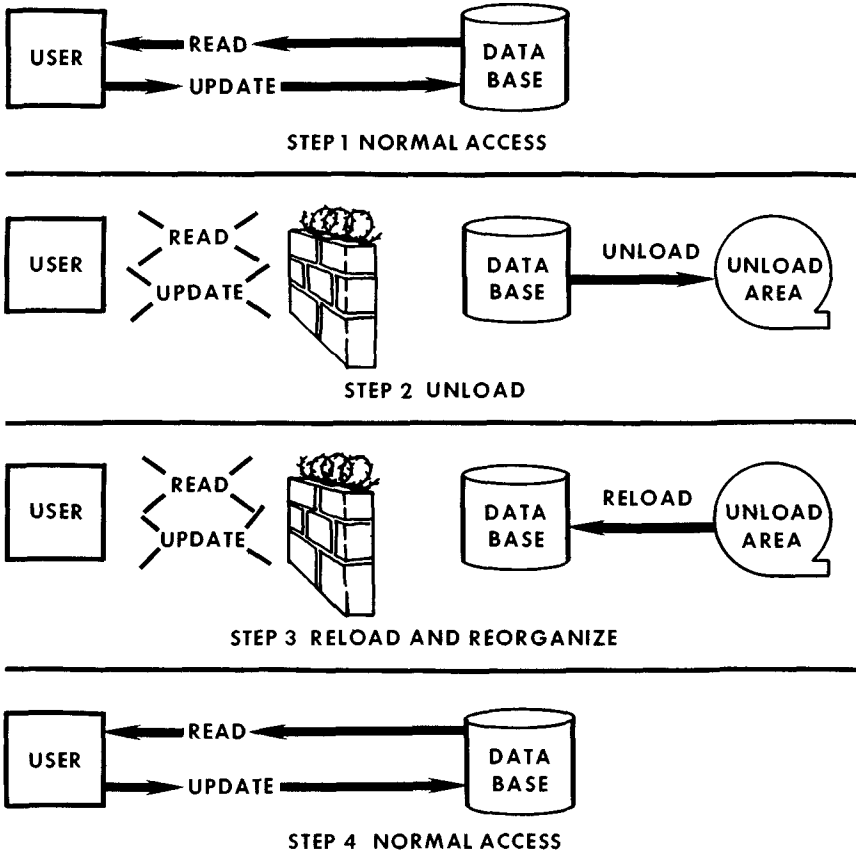 USER
READ
UPDATE
DATA
BASE
STEP 1 NORMAL ACCESS
USER
READ
UPDATE
DATA
BASE
UNLOAD
UNLOAD
AREA
STEP 2 UNLOAD
USER
READ
UPDATE
DATA
BASE
RELOAD
UNLOAD
AREA
STEP 3 RELOAD AND REORGANIZE
USER
READ
UPDATE
DATA
BASE
STEP 4 NORMAL ACCESS